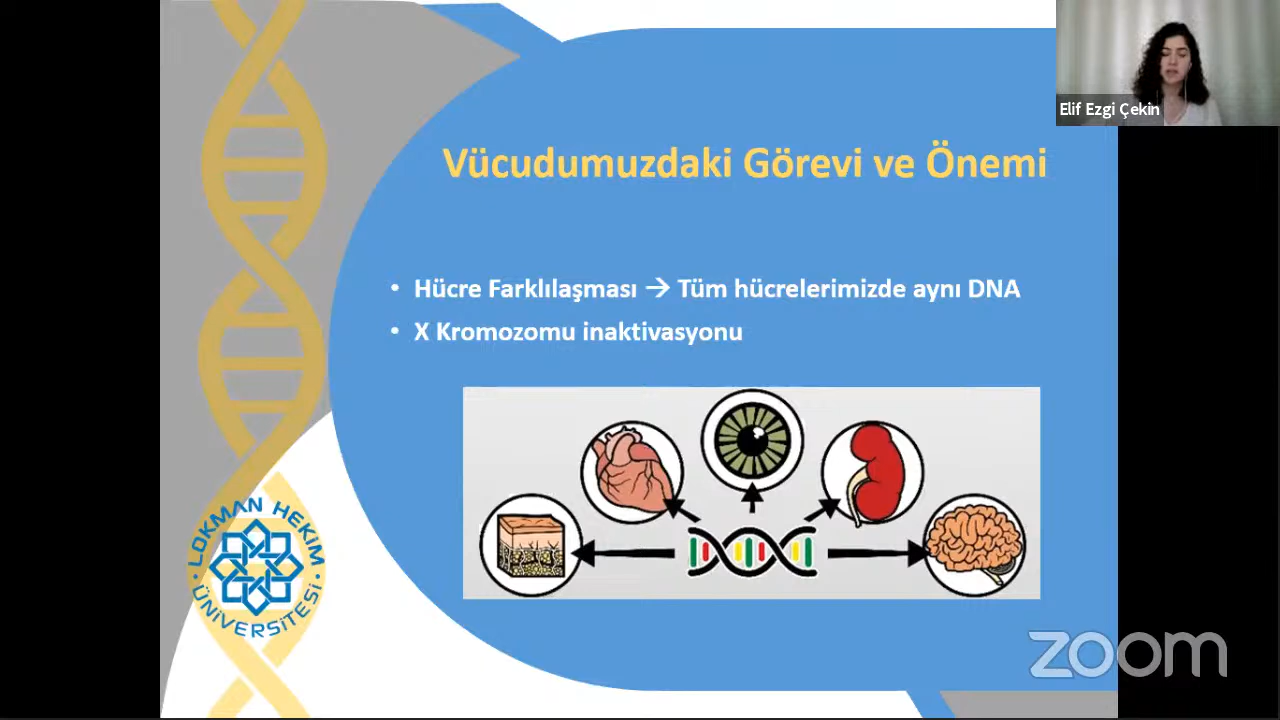 Elif Ezgi Çekin
Vücudumuzdaki Görevi ve Önemi
• Hücre Farklılaşması → Tüm hücrelerimizde aynı DNA
• X Kromozomu inaktivasyonu
LOKMAN HEKİM
ÜNİVERSİTESİ
zoom